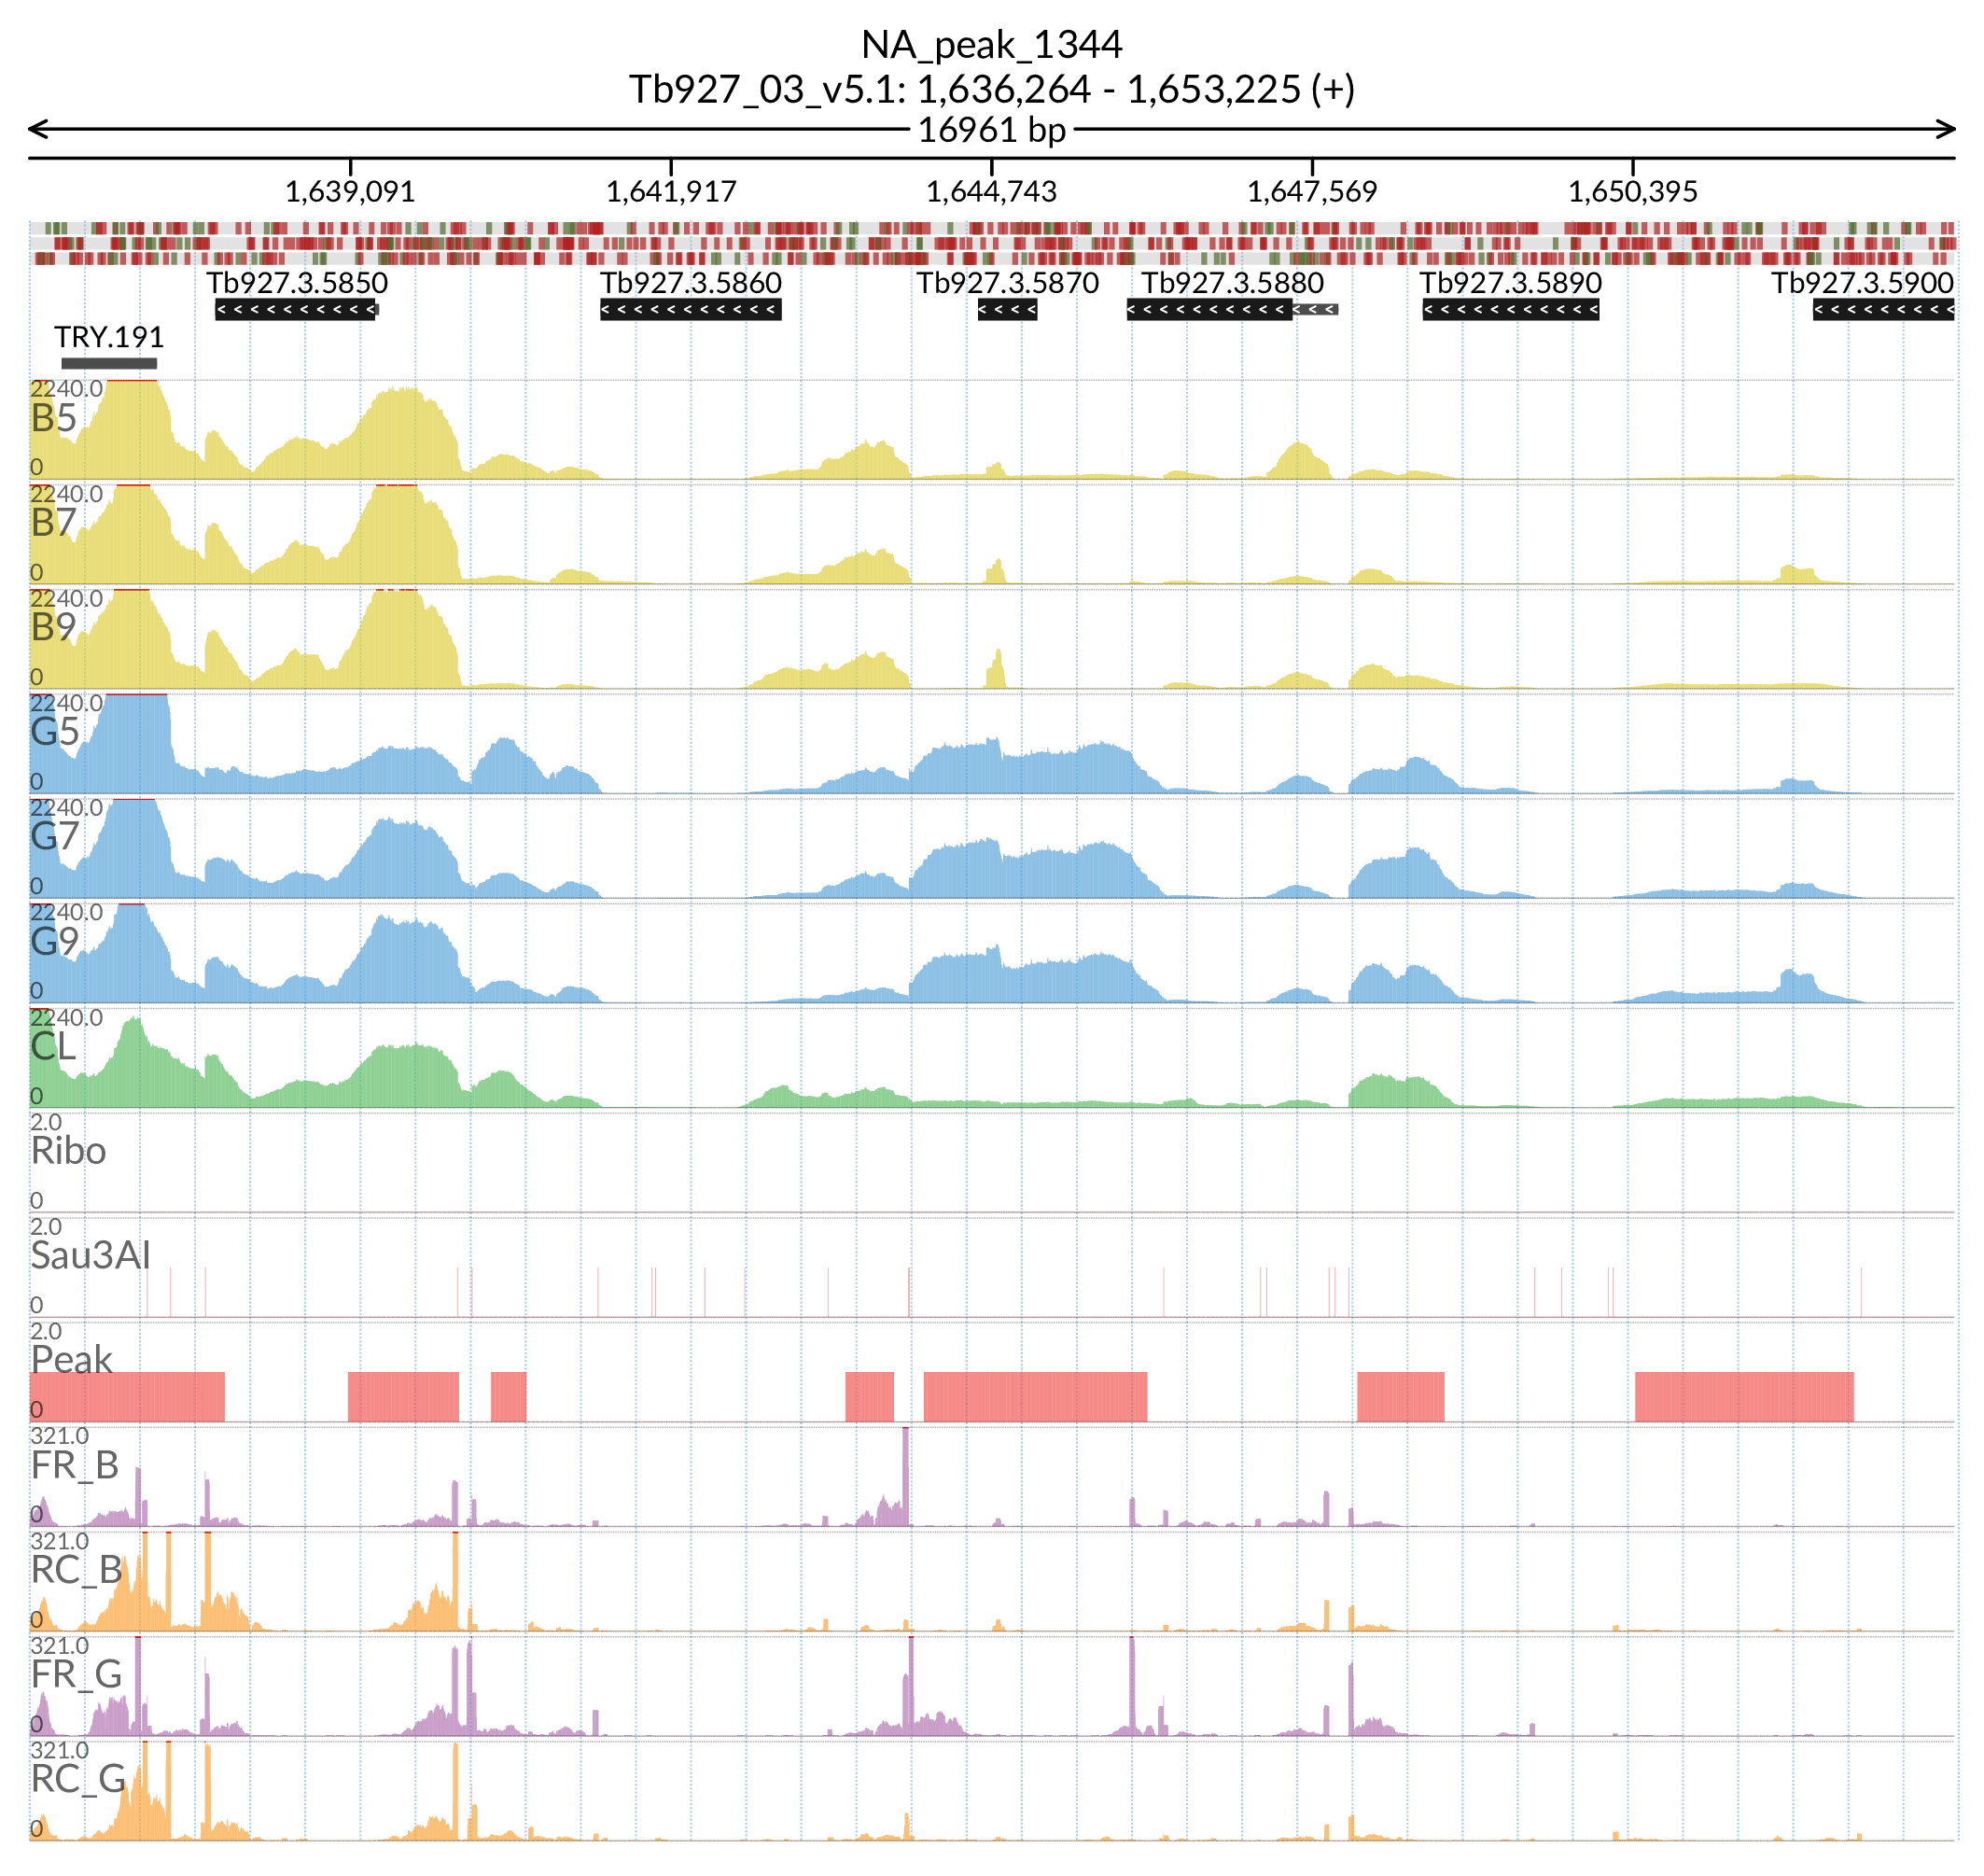 NA_peak_1344
Tb927_03_v5.1: 1,636,264 - 1,653,225 (+)
16961 bp
1,639,091 1,641,917 1,644,743 1,647,569 1,650,395
Tb927.3.5850 Tb927.3.5860 Tb927.3.5870 Tb927.3.5880 Tb927.3.5890 Tb927.3.5900
TRY.191
2240.0
B5
0
2240.0
B7
0
2240.0
B9
0
2240.0
G5
0
2240.0
G7
0
2240.0
G9
0
2240.0
CL
0
2.0
Ribo
0
2.0
Sau3AI
0
2.0
Peak
0
321.0
FR_B
0
321.0
RC_B
0
321.0
FR_G
0
321.0
RC_G
0